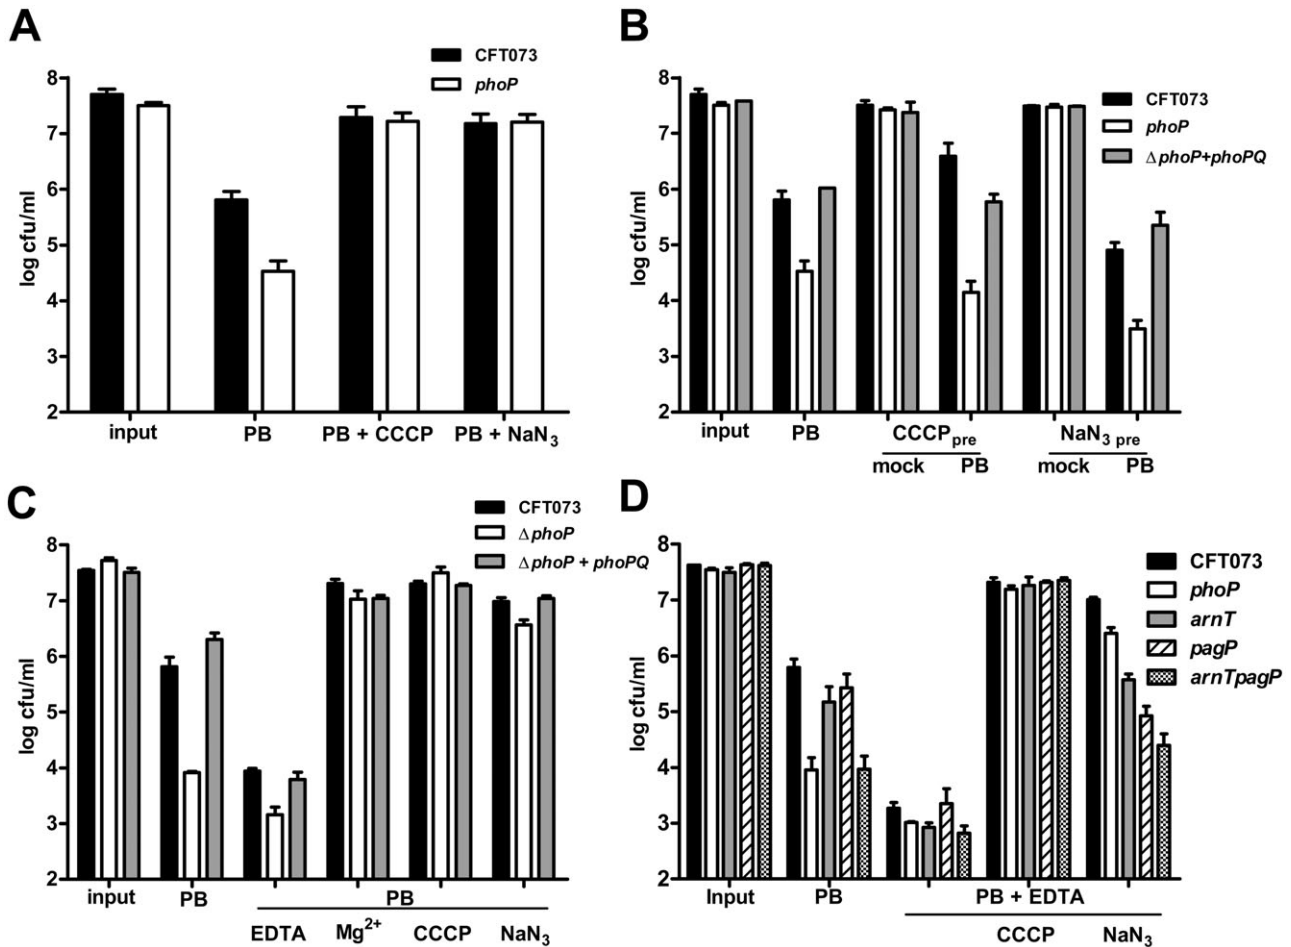 A
CFT073
phoP
log cfu/ml
8
7
6
5
4
3
2
input
PB
PB + CCCP
PB + NaN3
B
CFT073
phoP
ΔphoP+phoPQ
log cfu/ml
8
7
6
5
4
3
2
input
PB
CCCPpre
NaN3 pre
mock
PB
mock
PB
C
CFT073
ΔphoP
ΔphoP + phoPQ
log cfu/ml
8
7
6
5
4
3
2
input
PB
PB
EDTA
Mg2+
CCCP
NaN3
D
CFT073
phoP
arnT
pagP
arnTpagP
log cfu/ml
8
7
6
5
4
3
2
Input
PB
PB + EDTA
CCCP
NaN3